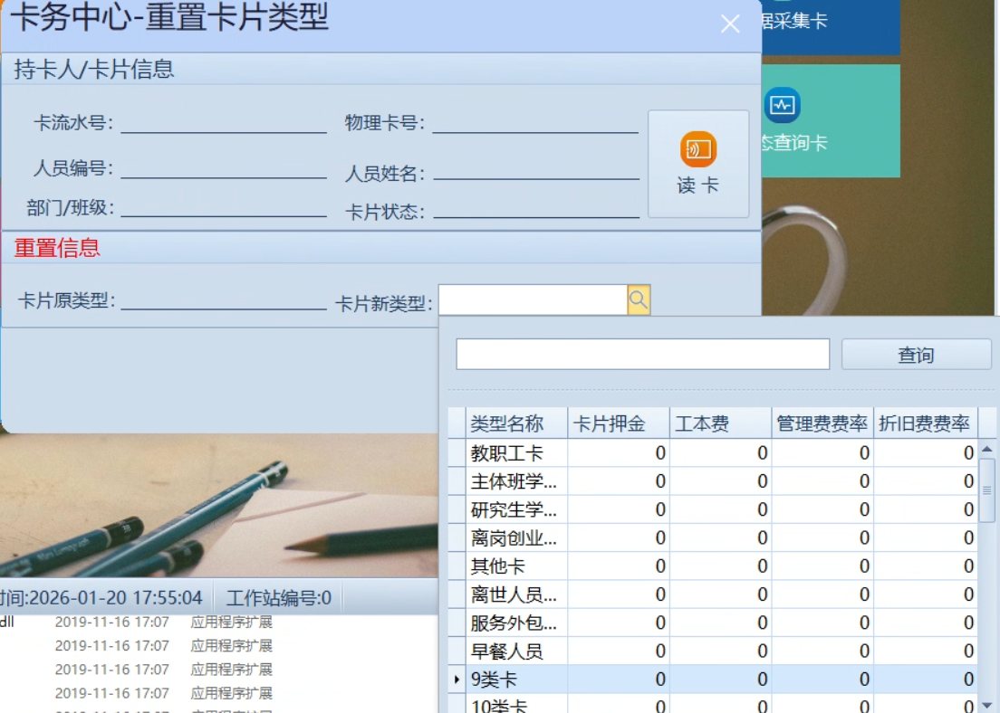 卡务中心-重置卡片类型
据采集卡
持卡人/卡片信息
卡流水号:
物理卡号:
人员编号:
人员姓名:
部门/班级:
卡片状态:
读 卡
态查询卡
重置信息
卡片原类型:
卡片新类型:
查询
类型名称 卡片押金 工本费 管理费费率 折旧费费率
教职工卡 0 0 0 0
主体班学... 0 0 0 0
研究生学... 0 0 0 0
离岗创业... 0 0 0 0
其他卡 0 0 0 0
离世人员... 0 0 0 0
服务外包... 0 0 0 0
早餐人员 0 0 0 0
9类卡 0 0 0 0
10类卡 0 0 0 0
时间:2026-01-20 17:55:04 工作站编号:0
dll 2019-11-16 17:07 应用程序扩展
2019-11-16 17:07 应用程序扩展
2019-11-16 17:07 应用程序扩展
2019-11-16 17:07 应用程序扩展